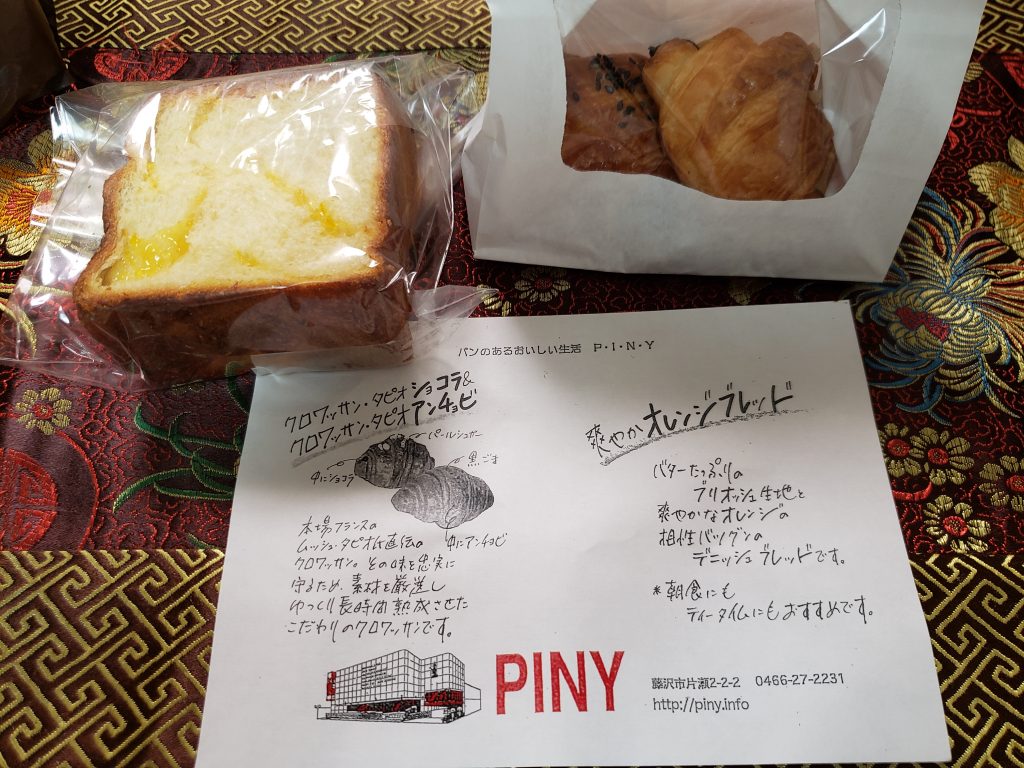 パンのあるおいしい生活 P・I・N・Y
クロワッサン・タピオショコラ&
クロワッサン・タピオアンチョビ
パールシュガー
中にショコラ
黒ごま
中にアンチョビ
本場フランスの
ムッシュ・タピオ氏直伝の
クロワッサン。その味を忠実に
守るため、素材を厳選し
ゆっくり長時間熟成させた
こだわりのクロワッサンです。
爽やかオレンジブレッド
バターたっぷりの
ブリオッシュ生地と
爽やかなオレンジの
相性バツグンの
デニッシュブレッドです。
*朝食にも
ティータイムにもおすすめです。
PINY
藤沢市片瀬2-2-2 0466-27-2231
http://piny.info